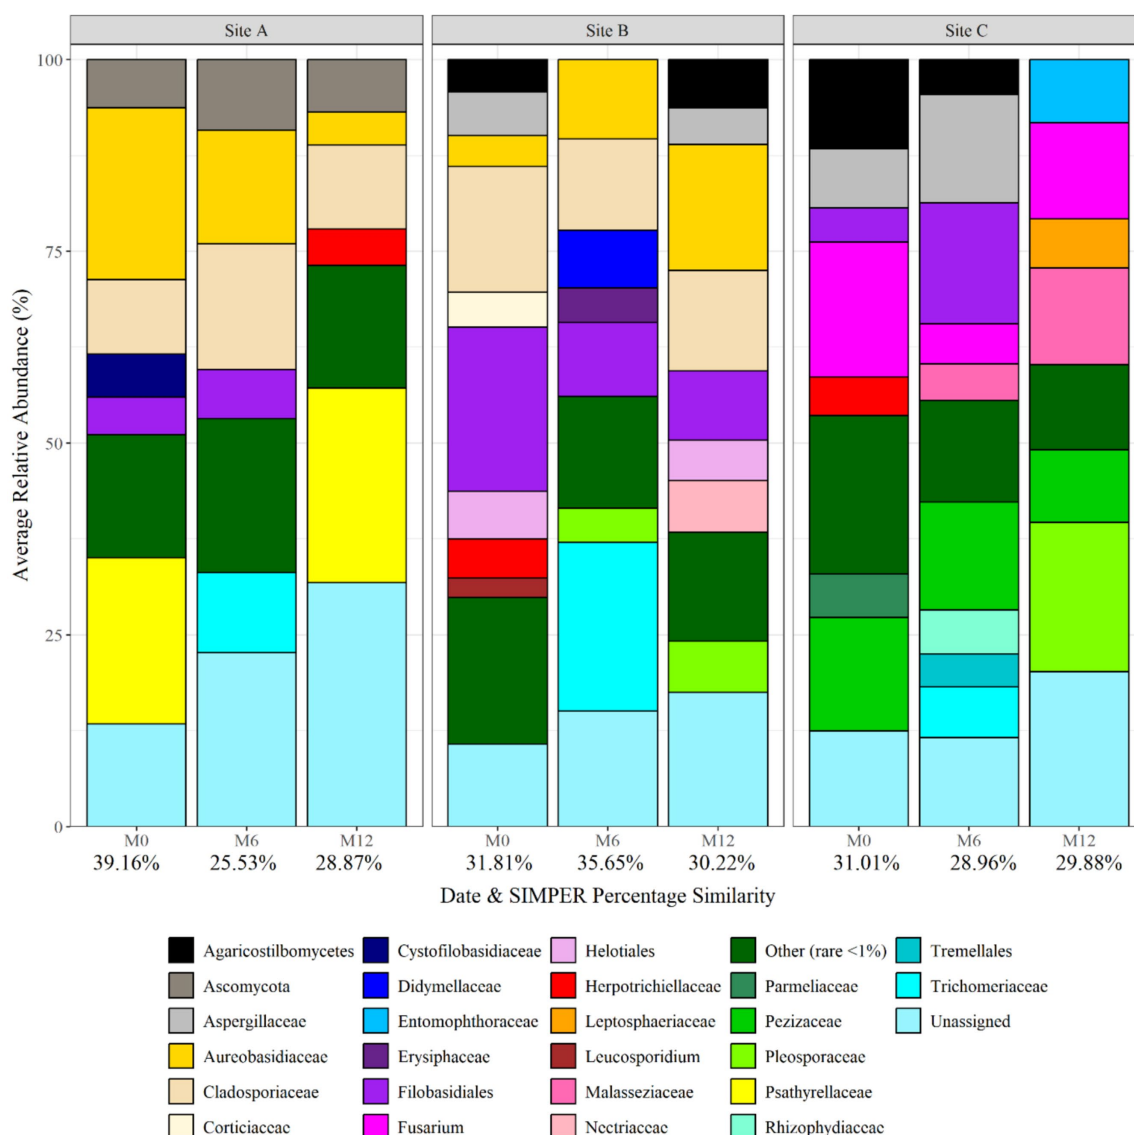 Site A Site B Site C
Average Relative Abundance (%)
100
75
50
25
0
M0 M6 M12 M0 M6 M12 M0 M6 M12
39.16% 25.53% 28.87% 31.81% 35.65% 30.22% 31.01% 28.96% 29.88%
Date & SIMPER Percentage Similarity
Agaricostilbomycetes Cystofilobasidiaceae Helotiales Other (rare <1%) Tremellales
Ascomycota Didymellaceae Herpotrichiellaceae Parmeliaceae Trichomeriaceae
Aspergillaceae Entomophthoraceae Leptosphaeriaceae Pezizaceae Unassigned
Aureobasidiaceae Erysiphaceae Leucosporidium Pleosporaceae
Cladosporiaceae Filobasidiales Malasseziaceae Psathyrellaceae
Corticiaceae Fusarium Nectriaceae Rhizophydiaceae